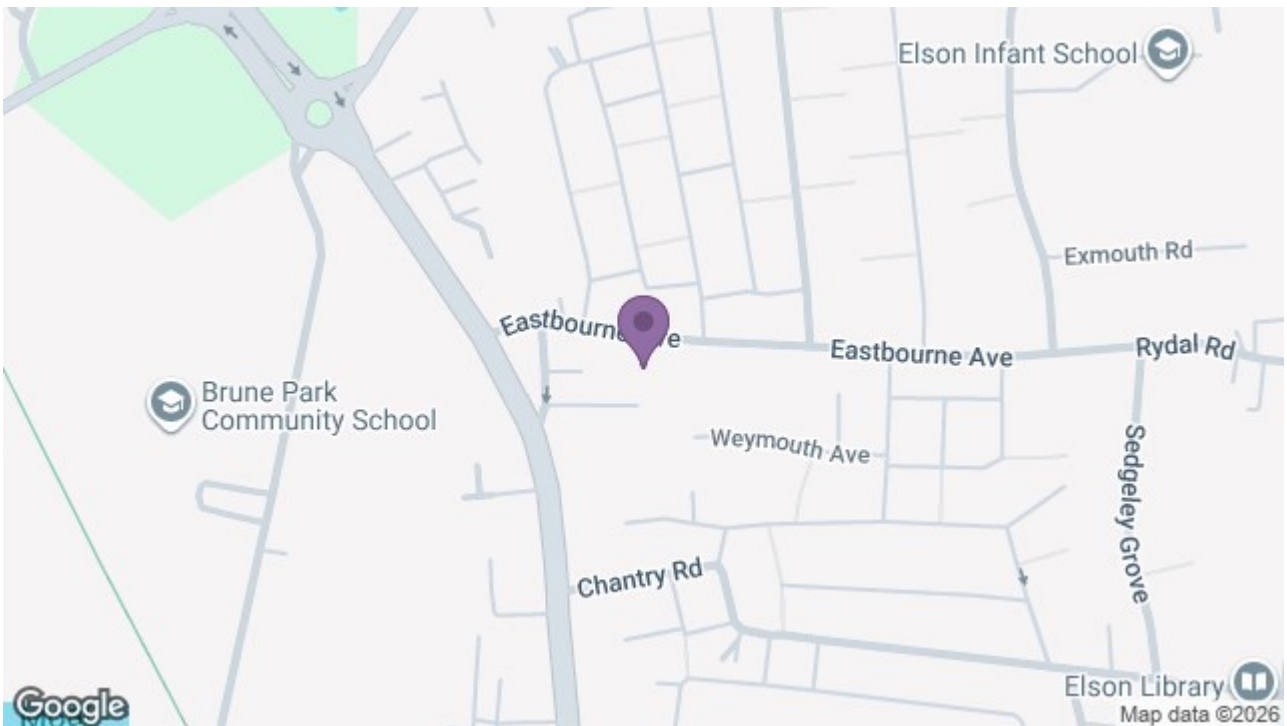 Elson Infant School
Exmouth Rd
Eastbourne Ave
Eastbourne Ave
Rydal Rd
Brune Park
Community School
Weymouth Ave
Sedgeley Grove
Chantry Rd
Elson Library
Google
Map data ©2026